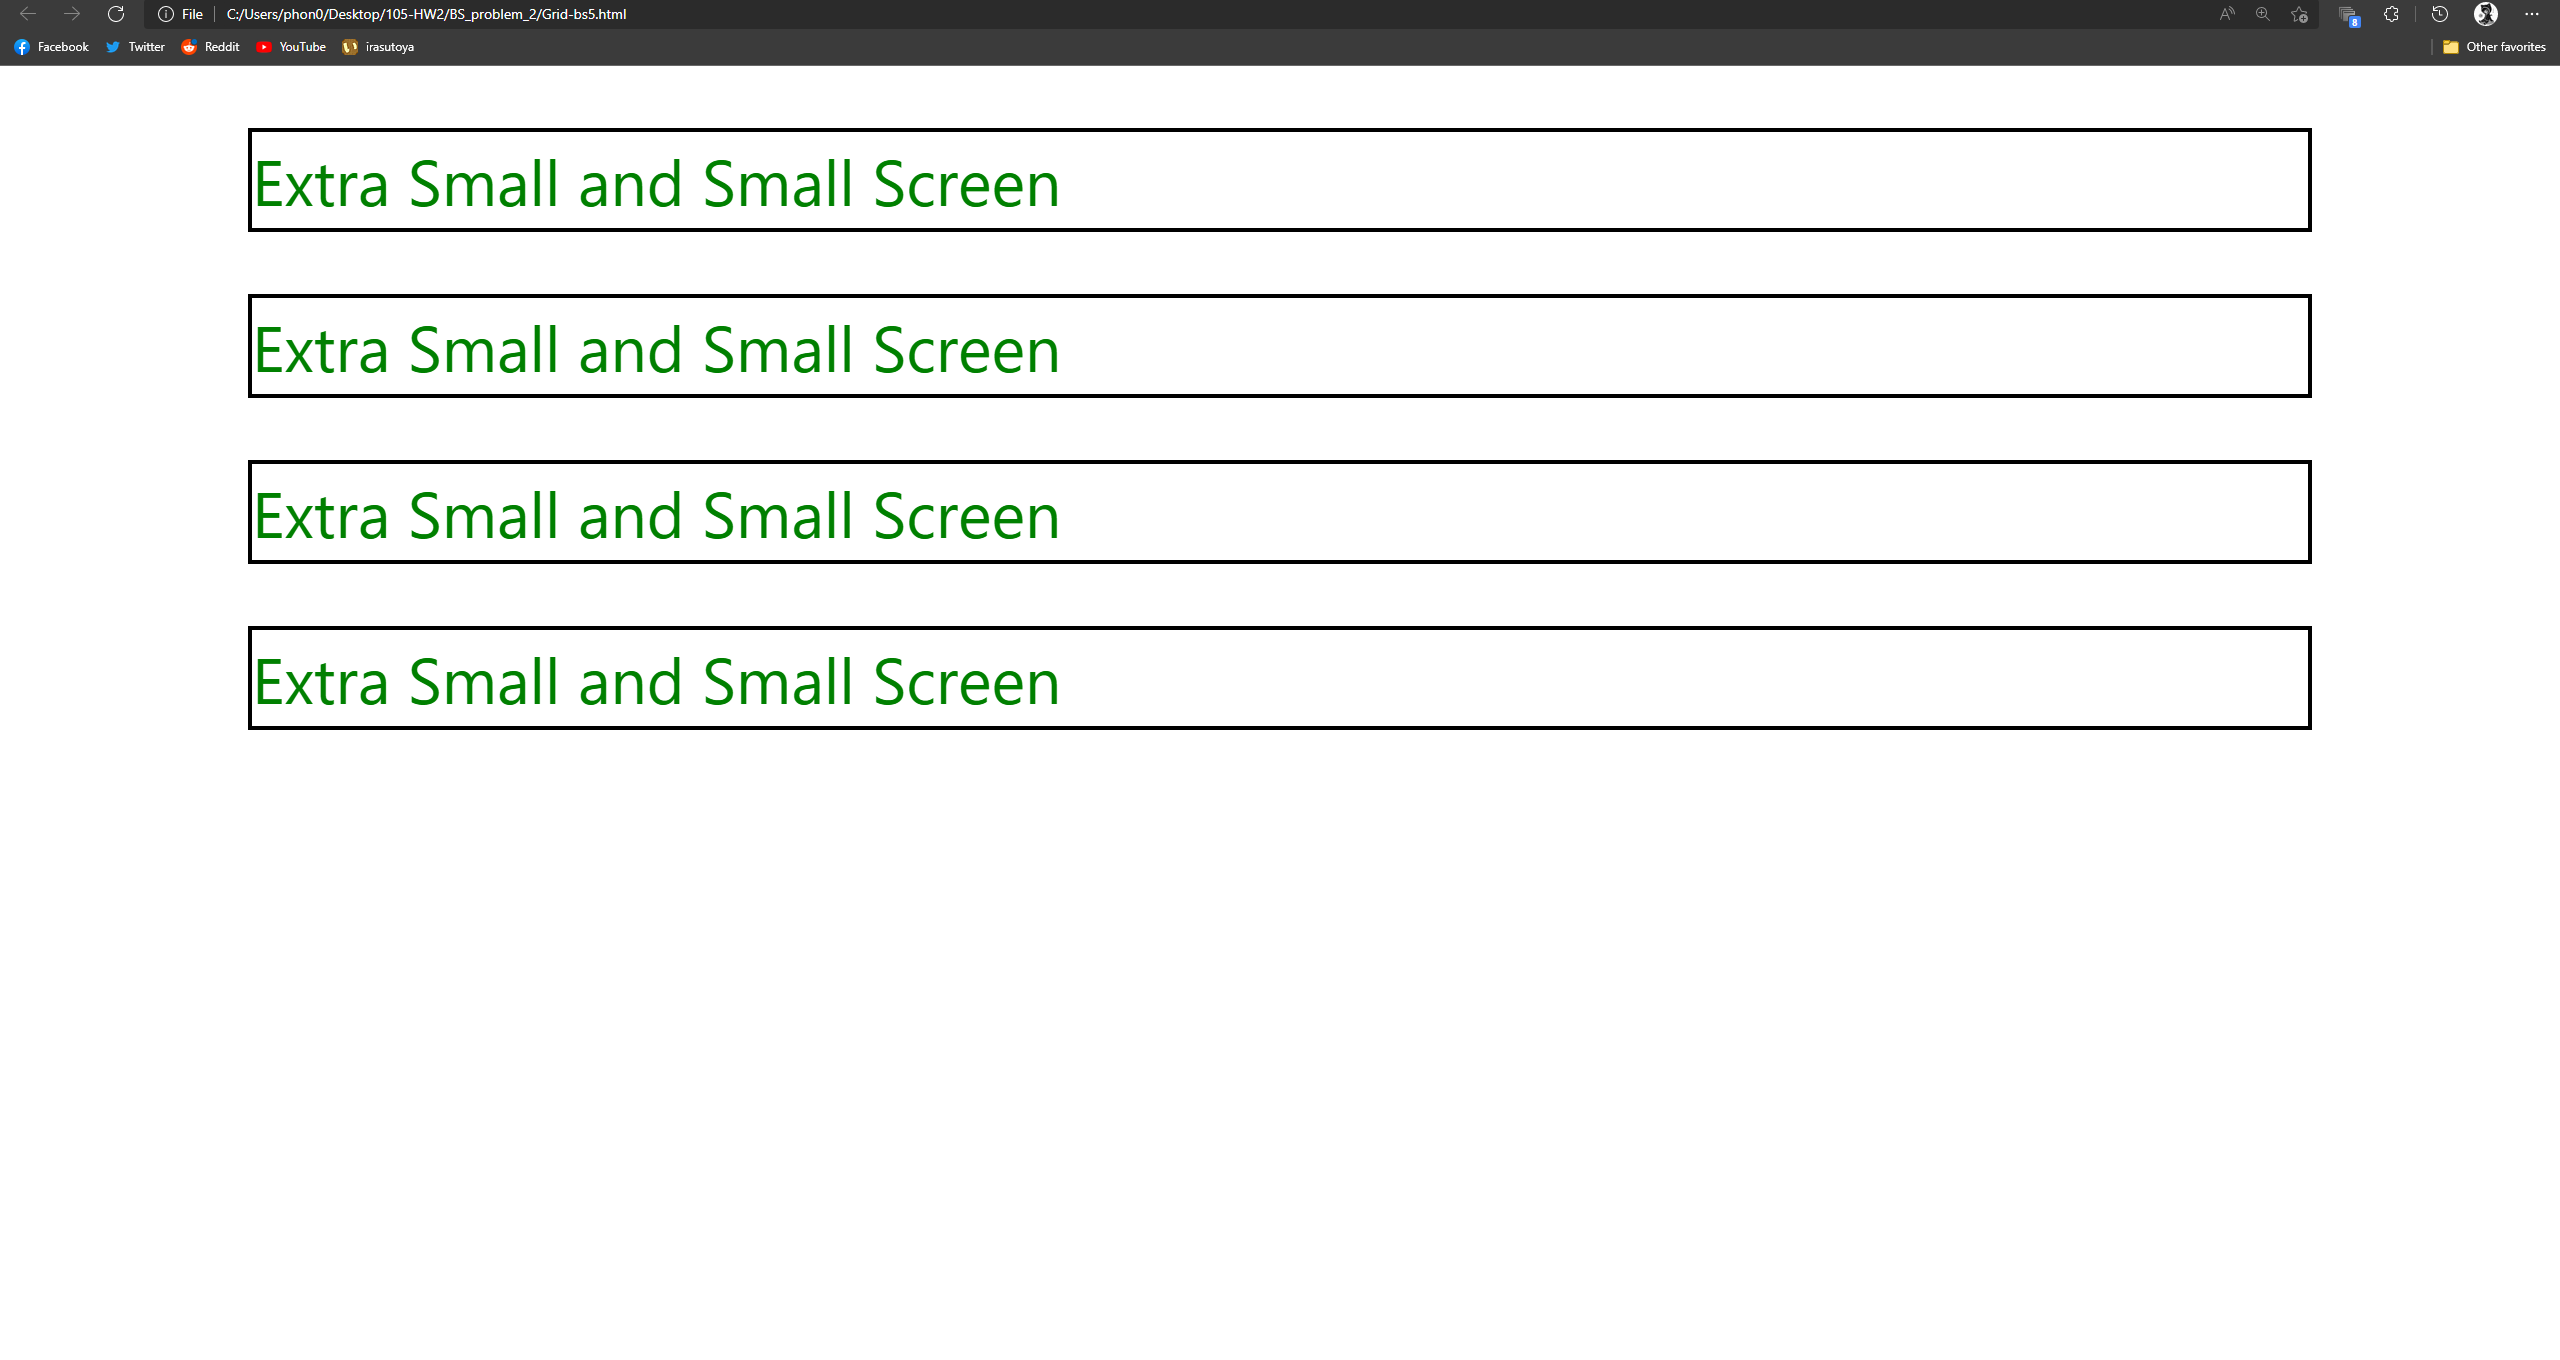 File C:/Users/phon0/Desktop/105-HW2/BS_problem_2/Grid-bs5.html 8
Facebook Twitter Reddit YouTube irasutoya Other favorites
Extra Small and Small Screen
Extra Small and Small Screen
Extra Small and Small Screen
Extra Small and Small Screen